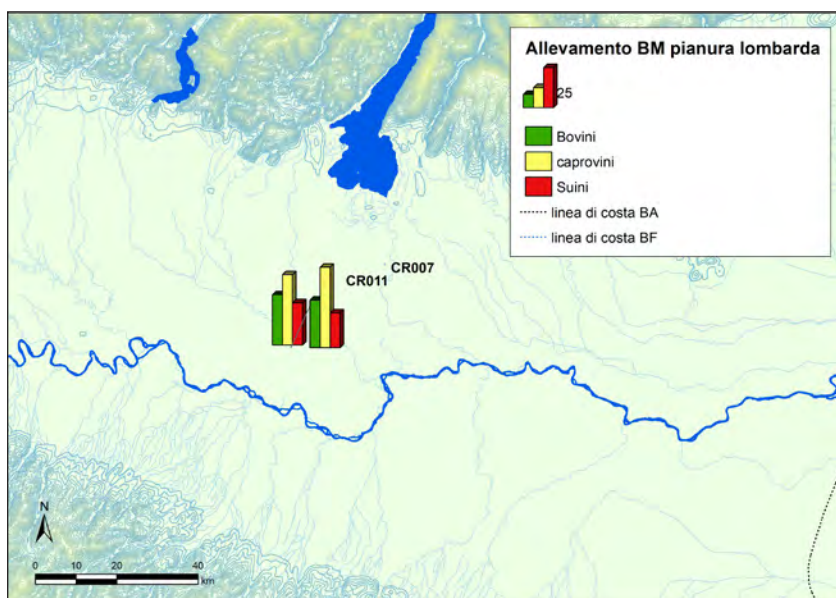 Allevamento BM pianura lombarda
25
Bovini
caprovini
Suini
linea di costa BA
linea di costa BF
CR007
CR011
N
0 10 20 40
km